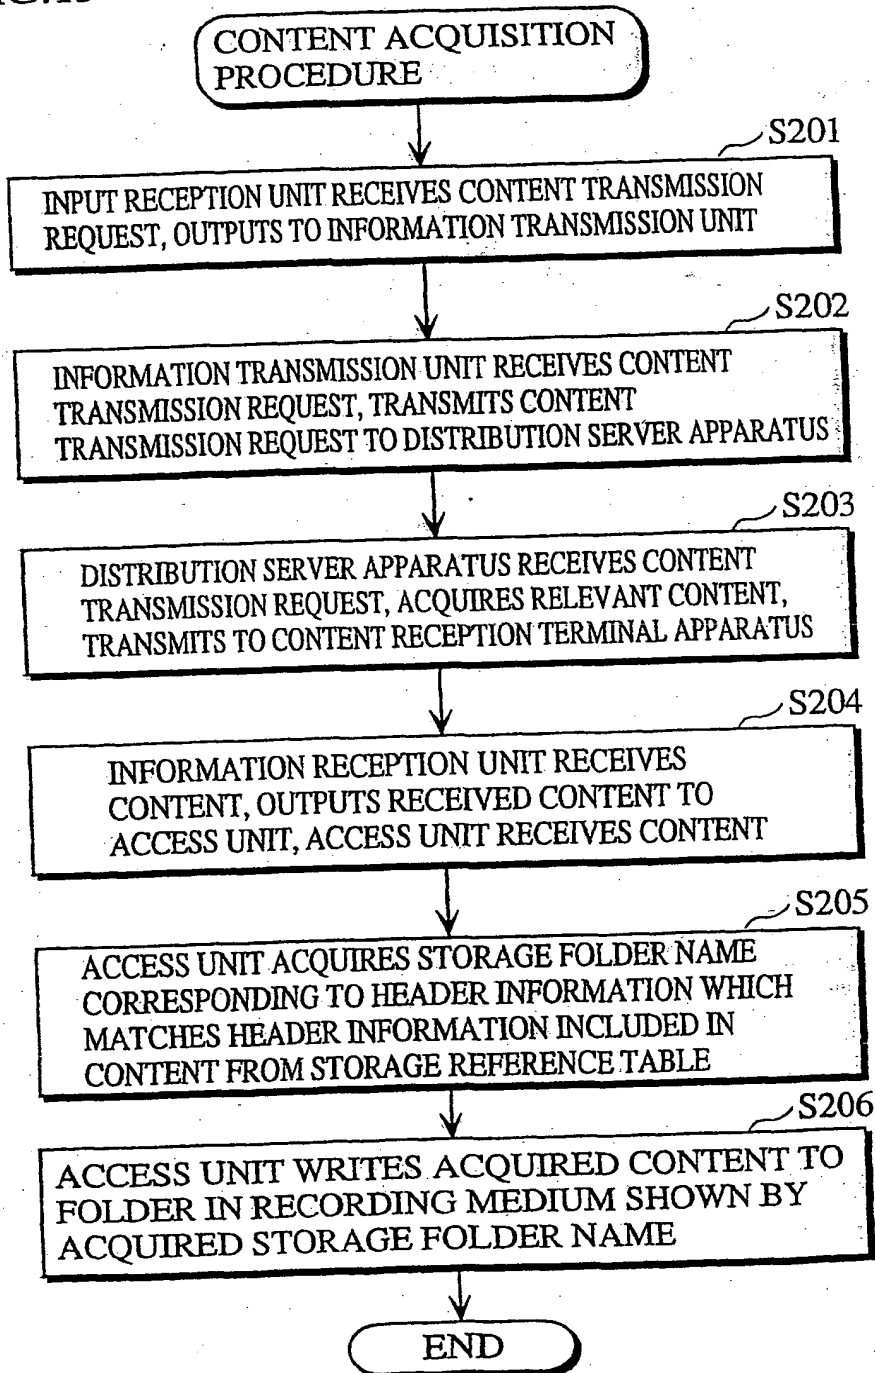 CONTENT ACQUISITION
PROCEDURE
S201
INPUT RECEPTION UNIT RECEIVES CONTENT TRANSMISSION
REQUEST, OUTPUTS TO INFORMATION TRANSMISSION UNIT
S202
INFORMATION TRANSMISSION UNIT RECEIVES CONTENT
TRANSMISSION REQUEST, TRANSMITS CONTENT
TRANSMISSION REQUEST TO DISTRIBUTION SERVER APPARATUS
S203
DISTRIBUTION SERVER APPARATUS RECEIVES CONTENT
TRANSMISSION REQUEST, ACQUIRES RELEVANT CONTENT,
TRANSMITS TO CONTENT RECEPTION TERMINAL APPARATUS
S204
INFORMATION RECEPTION UNIT RECEIVES
CONTENT, OUTPUTS RECEIVED CONTENT TO
ACCESS UNIT, ACCESS UNIT RECEIVES CONTENT
S205
ACCESS UNIT ACQUIRES STORAGE FOLDER NAME
CORRESPONDING TO HEADER INFORMATION WHICH
MATCHES HEADER INFORMATION INCLUDED IN
CONTENT FROM STORAGE REFERENCE TABLE
S206
ACCESS UNIT WRITES ACQUIRED CONTENT TO
FOLDER IN RECORDING MEDIUM SHOWN BY
ACQUIRED STORAGE FOLDER NAME
END